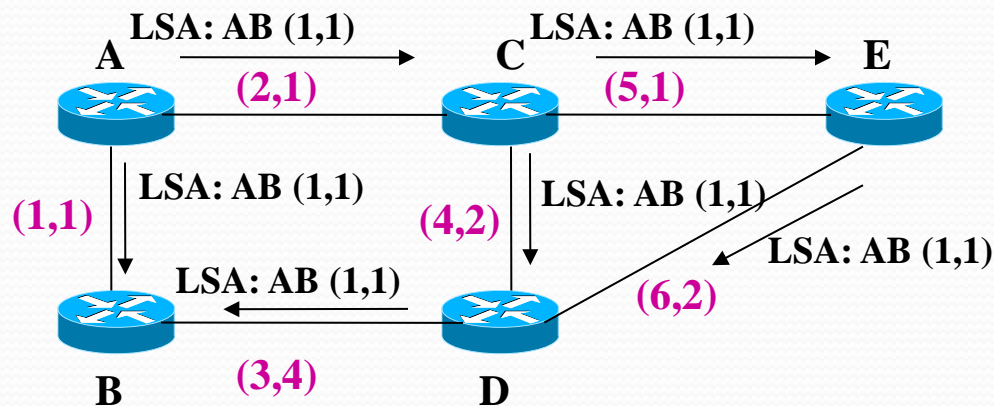 LSA: AB (1,1) LSA: AB (1,1)
A C E
(2,1) (5,1)
LSA: AB (1,1) LSA: AB (1,1)
(1,1) (4,2)
LSA: AB (1,1)
LSA: AB (1,1)
(6,2)
(3,4)
B D